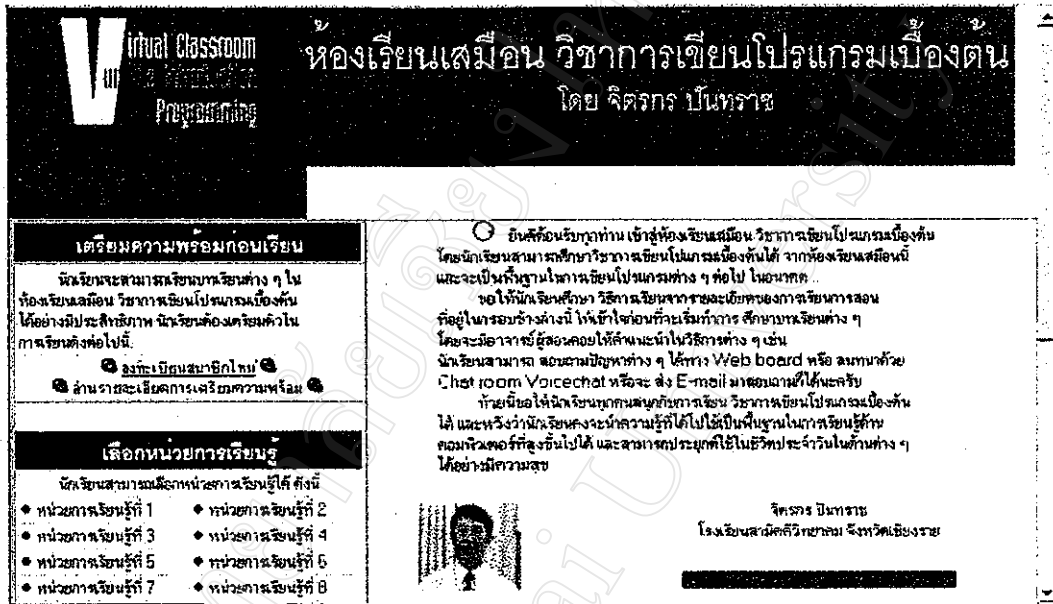 Virtual Classroom
Programming
ห้องเรียนเสมือน วิชาการเขียนโปรแกรมเบื้องต้น
โดย จิตรกร ปันทราช
เตรียมความพร้อมก่อนเรียน
นักเรียนจะสามารถเรียนบทเรียนต่าง ๆ ใน
ห้องเรียนเสมือน วิชาการเขียนโปรแกรมเบื้องต้น
ได้อย่างมีประสิทธิภาพ นักเรียนต้องเตรียมตัวใน
การเรียนดังต่อไปนี้
ลงทะเบียนสมาชิกใหม่
อ่านรายละเอียดการเตรียมความพร้อม
เลือกหน่วยการเรียนรู้
นักเรียนสามารถเลือกหน่วยการเรียนรู้ได้ ดังนี้
หน่วยการเรียนรู้ที่ 1 หน่วยการเรียนรู้ที่ 2
หน่วยการเรียนรู้ที่ 3 หน่วยการเรียนรู้ที่ 4
หน่วยการเรียนรู้ที่ 5 หน่วยการเรียนรู้ที่ 6
หน่วยการเรียนรู้ที่ 7 หน่วยการเรียนรู้ที่ 8
ยินดีต้อนรับทุกท่าน เข้าสู่ห้องเรียนเสมือน วิชาการเขียนโปรแกรมเบื้องต้น
โดยนักเรียนสามารถศึกษาวิชาการเขียนโปรแกรมเบื้องต้นได้ จากห้องเรียนเสมือนนี้
และจะเป็นพื้นฐานในการเขียนโปรแกรมต่าง ๆ ต่อไป ในอนาคต ..
ขอให้นักเรียนศึกษา วิธีการเรียนจากรายละเอียดของการเรียนการสอน
ที่อยู่ในกรอบข้างล่างนี้ ให้เข้าใจก่อนที่จะเริ่มทำการ ศึกษาบทเรียนต่าง ๆ
โดยจะมีอาจารย์ผู้สอนคอยให้คำแนะนำในวิธีการต่าง ๆ เช่น
นักเรียนสามารถ สอบถามปัญหาต่าง ๆ ได้ทาง Web board หรือ สนทนาด้วย
Chat room Voicechat หรือจะ ส่ง E-mail มาสอบถามก็ได้นะครับ
ท้ายนี้ขอให้นักเรียนทุกคนสนุกกับการเรียน วิชาการเขียนโปรแกรมเบื้องต้น
ได้ และหวังว่านักเรียนคงจะนำความรู้ที่ได้ไปใช้เป็นพื้นฐานในการเรียนรู้ด้าน
คอมพิวเตอร์ที่สูงขึ้นไปได้ และสามารถประยุกต์ใช้ในชีวิตประจำวันในด้านต่าง ๆ
ได้อย่างมีความสุข
จิตรกร ปันทราช
โรงเรียนสามัคคีวิทยาคม จังหวัดเชียงราย